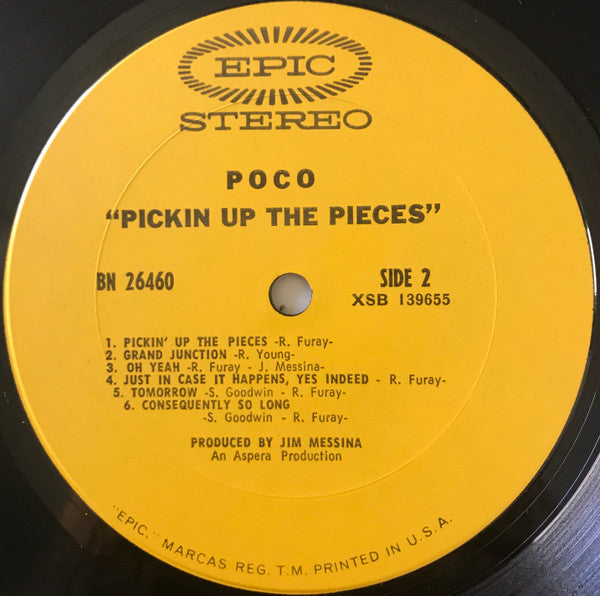 EPIC
STEREO
POCO
"PICKIN UP THE PIECES"
BN 26460
SIDE 2
XSB 139655
1. PICKIN' UP THE PIECES -R. Furay-
2. GRAND JUNCTION -R. Young-
3. OH YEAH -R. Furay - J. Messina-
4. JUST IN CASE IT HAPPENS, YES INDEED - R. Furay-
5. TOMORROW -S. Goodwin - R. Furay-
6. CONSEQUENTLY SO LONG
-S. Goodwin - R. Furay-
PRODUCED BY JIM MESSINA
An Aspera Production
"EPIC," MARCAS REG. T.M. PRINTED IN U.S.A.